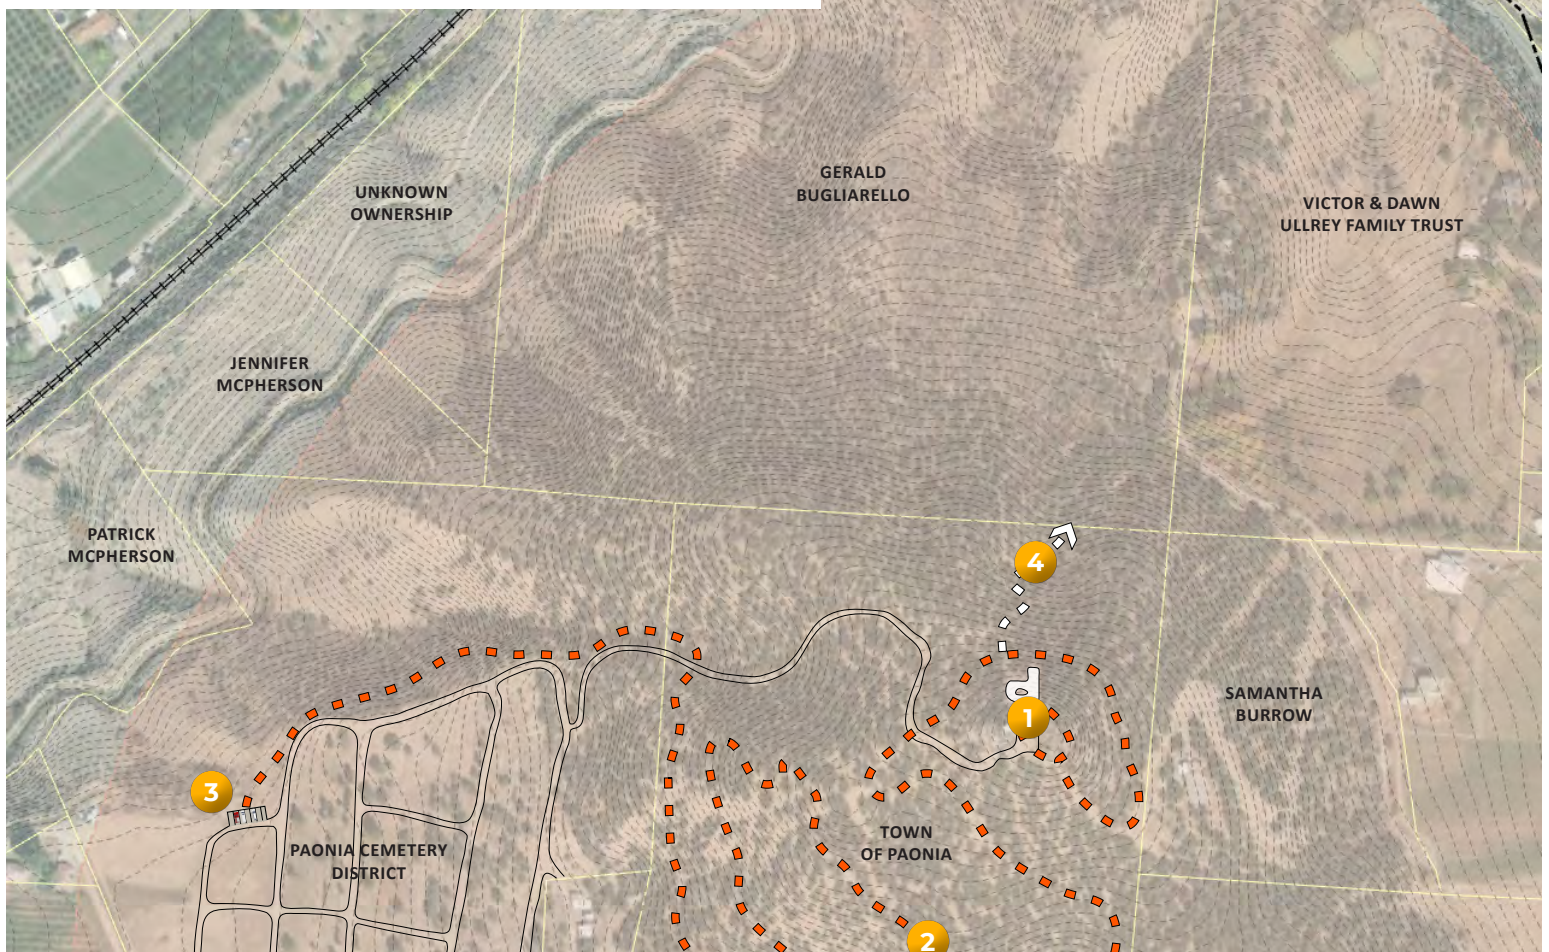 GERALD
BUGLIARELLO
UNKNOWN
OWNERSHIP
VICTOR & DAWN
ULLREY FAMILY TRUST
JENNIFER
MCPHERSON
PATRICK
MCPHERSON
4
SAMANTHA
BURROW
1
3
TOWN
OF PAONIA
PAONIA CEMETERY
DISTRICT
2